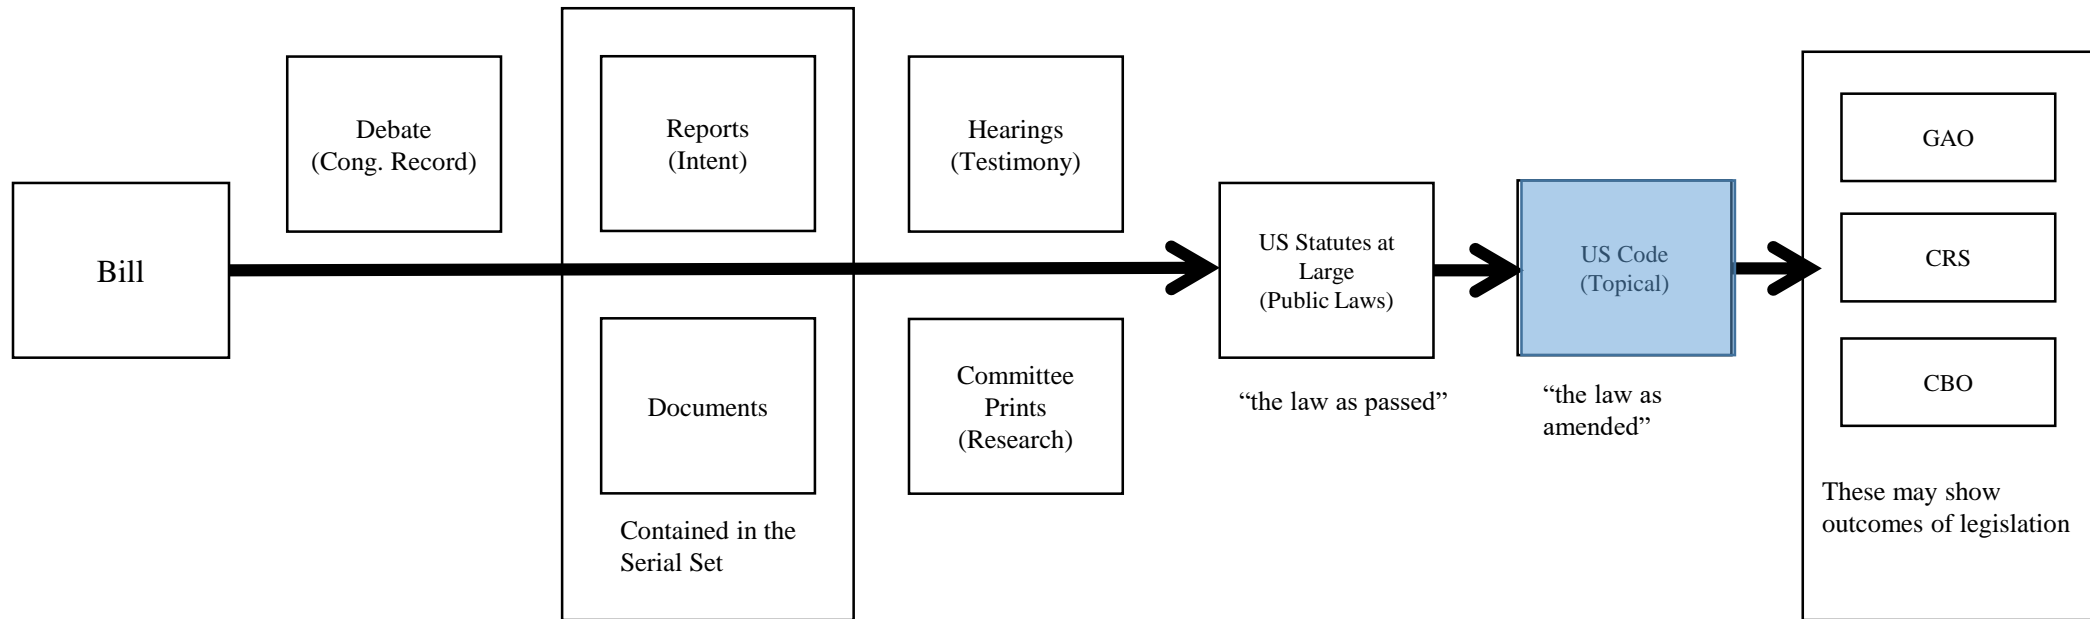 Bill
Debate
(Cong. Record)
Reports
(Intent)
Documents
Contained in the
Serial Set
Hearings
(Testimony)
Committee
Prints
(Research)
US Statutes at
Large
(Public Laws)
“the law as passed”
US Code
(Topical)
“the law as
amended”
GAO
CRS
CBO
These may show
outcomes of legislation